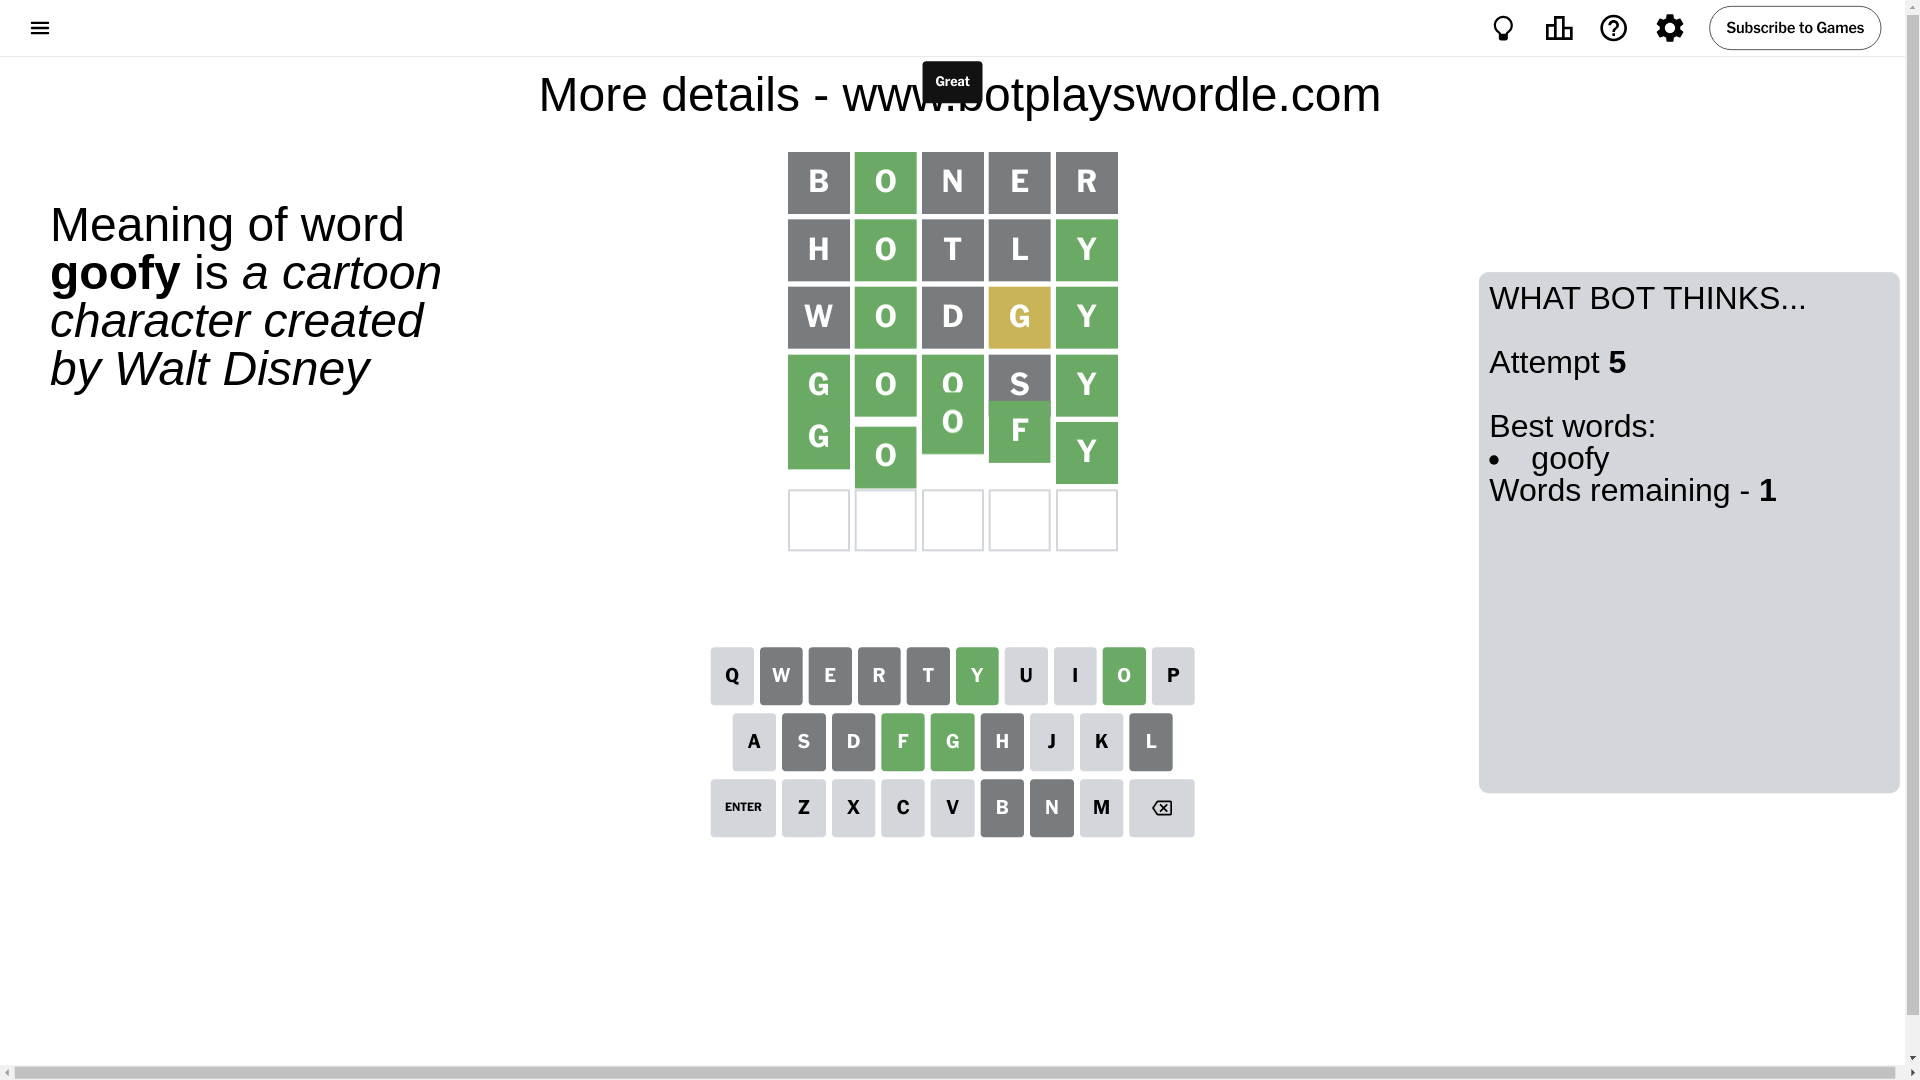 Subscribe to Games
Great
More details - www.botplayswordle.com
Meaning of word
goofy is a cartoon
character created
by Walt Disney
B O N E R
H O T L Y
W O D G Y
G O O S Y
G O O F Y
WHAT BOT THINKS...
Attempt 5
Best words:
• goofy
Words remaining - 1
Q W E R T Y U I O P
A S D F G H J K L
ENTER Z X C V B N M